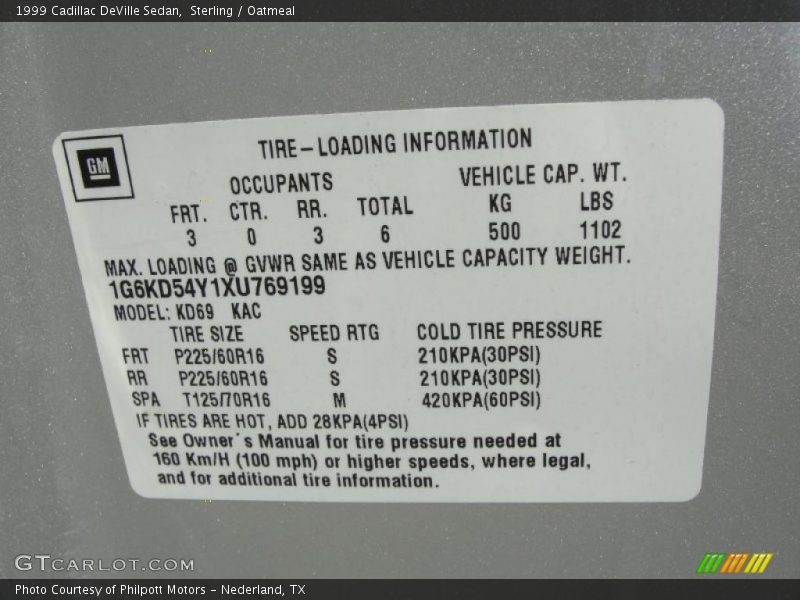 1999 Cadillac DeVille Sedan, Sterling / Oatmeal
GM
TIRE-LOADING INFORMATION
OCCUPANTS VEHICLE CAP. WT.
FRT. CTR. RR. TOTAL KG LBS
3 0 3 6 500 1102
MAX. LOADING @ GVWR SAME AS VEHICLE CAPACITY WEIGHT.
1G6KD54Y1XU769199
MODEL: KD69 KAC
TIRE SIZE SPEED RTG COLD TIRE PRESSURE
FRT P225/60R16 S 210KPA(30PSI)
RR P225/60R16 S 210KPA(30PSI)
SPA T125/70R16 M 420KPA(60PSI)
IF TIRES ARE HOT, ADD 28KPA(4PSI)
See Owner's Manual for tire pressure needed at
160 Km/H (100 mph) or higher speeds, where legal,
and for additional tire information.
GTCARLOT.COM
Photo Courtesy of Philpott Motors - Nederland, TX